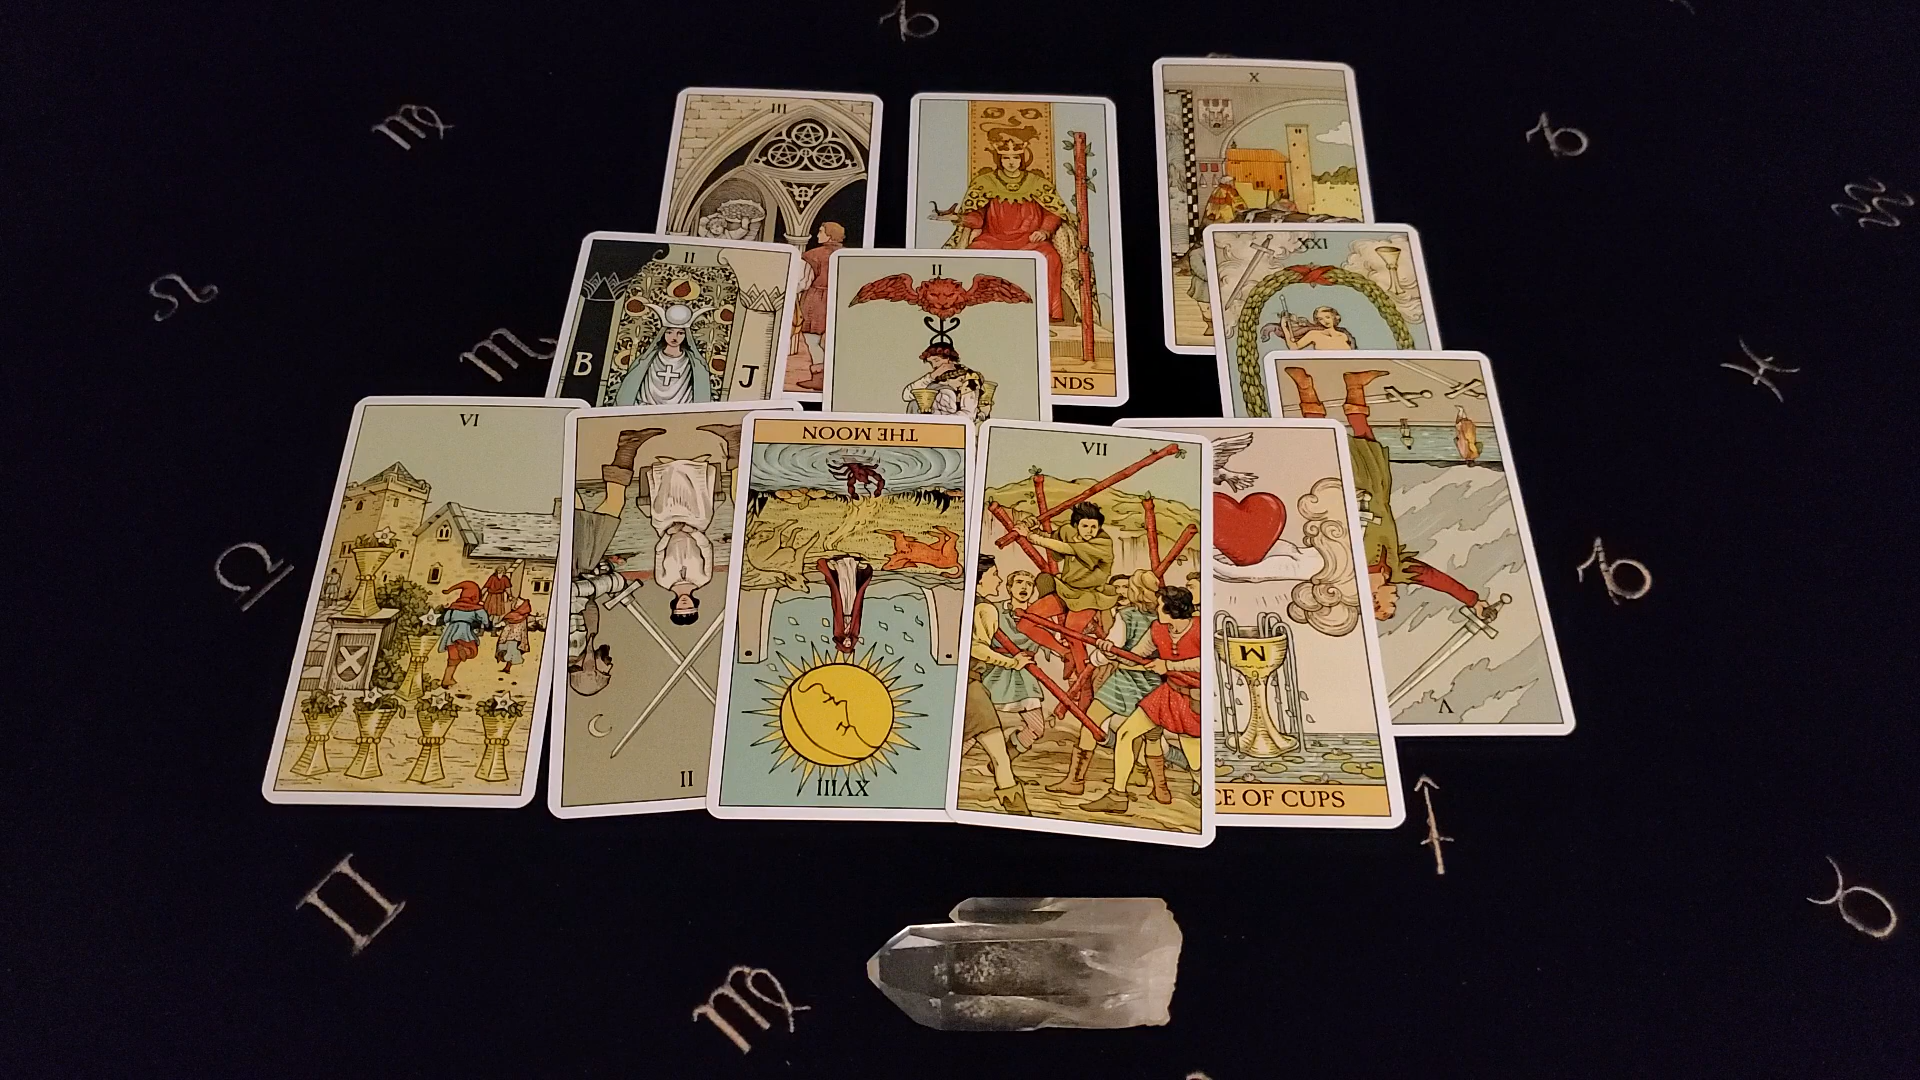 III
X
II
B
J
II
NDS
XXI
VI
II
THE MOON
XVIII
VII
M
CE OF CUPS
V